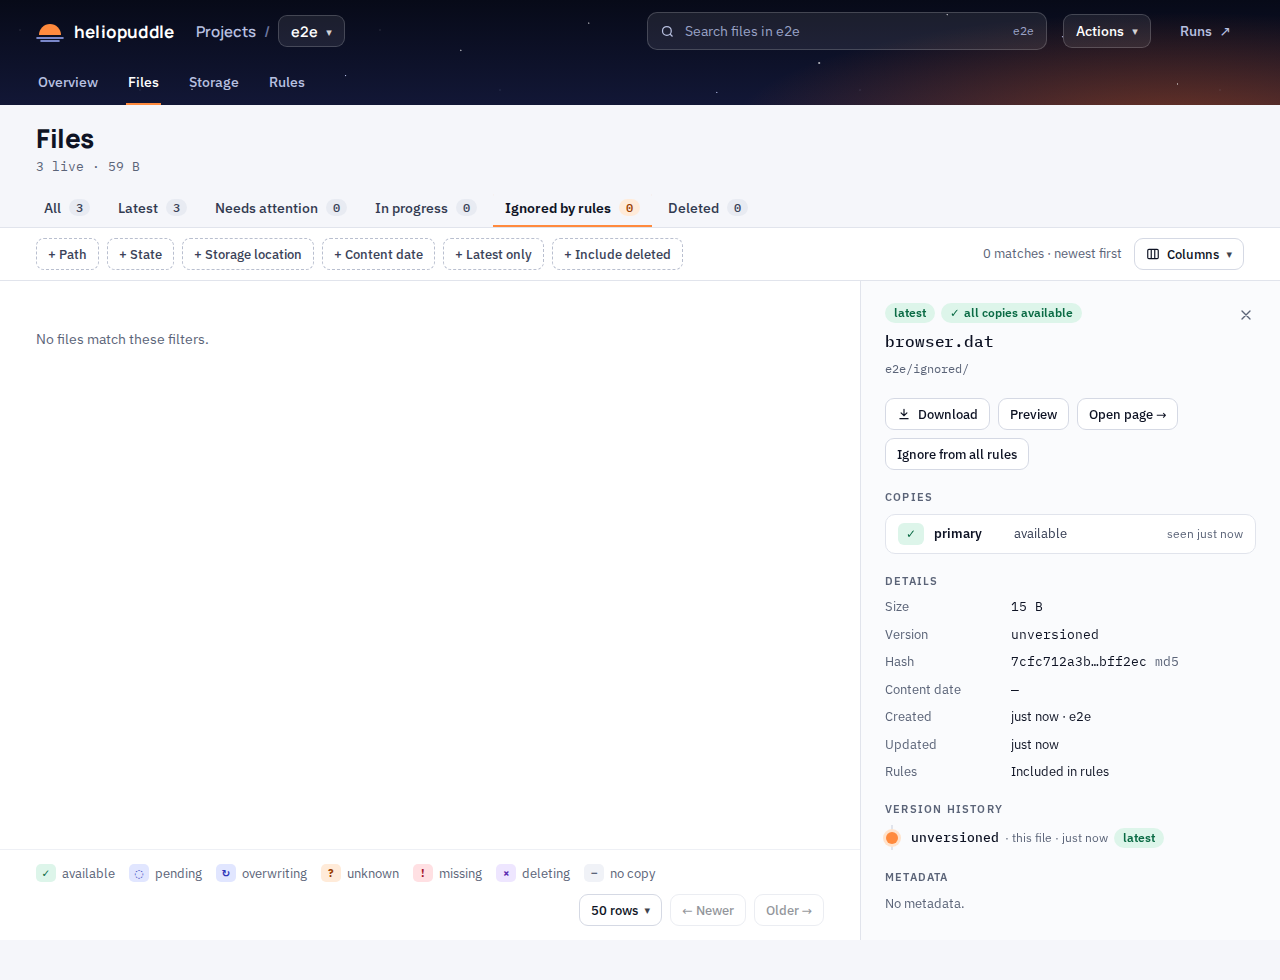 heliopuddle Projects / e2e ▾ Search files in e2e e2e Actions ▾ Runs ↗
Overview Files Storage Rules
Files
3 live · 59 B
All 3 Latest 3 Needs attention 0 In progress 0 Ignored by rules 0 Deleted 0
+ Path + State + Storage location + Content date + Latest only + Include deleted 0 matches · newest first Columns ▾
No files match these filters.
✓ available ◌ pending ↻ overwriting ? unknown ! missing × deleting − no copy
50 rows ▾ ← Newer Older →
latest ✓ all copies available ×
browser.dat
e2e/ignored/
Download Preview Open page →
Ignore from all rules
COPIES
✓ primary available seen just now
DETAILS
Size 15 B
Version unversioned
Hash 7cfc712a3b…bff2ec md5
Content date —
Created just now · e2e
Updated just now
Rules Included in rules
VERSION HISTORY
unversioned · this file · just now latest
METADATA
No metadata.